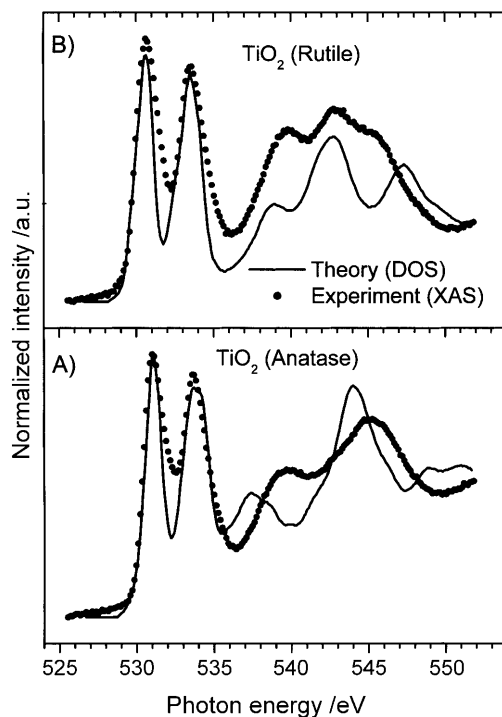 B)
TiO2 (Rutile)
Theory (DOS)
Experiment (XAS)
A)
TiO2 (Anatase)
Normalized intensity /a.u.
525 530 535 540 545 550
Photon energy /eV